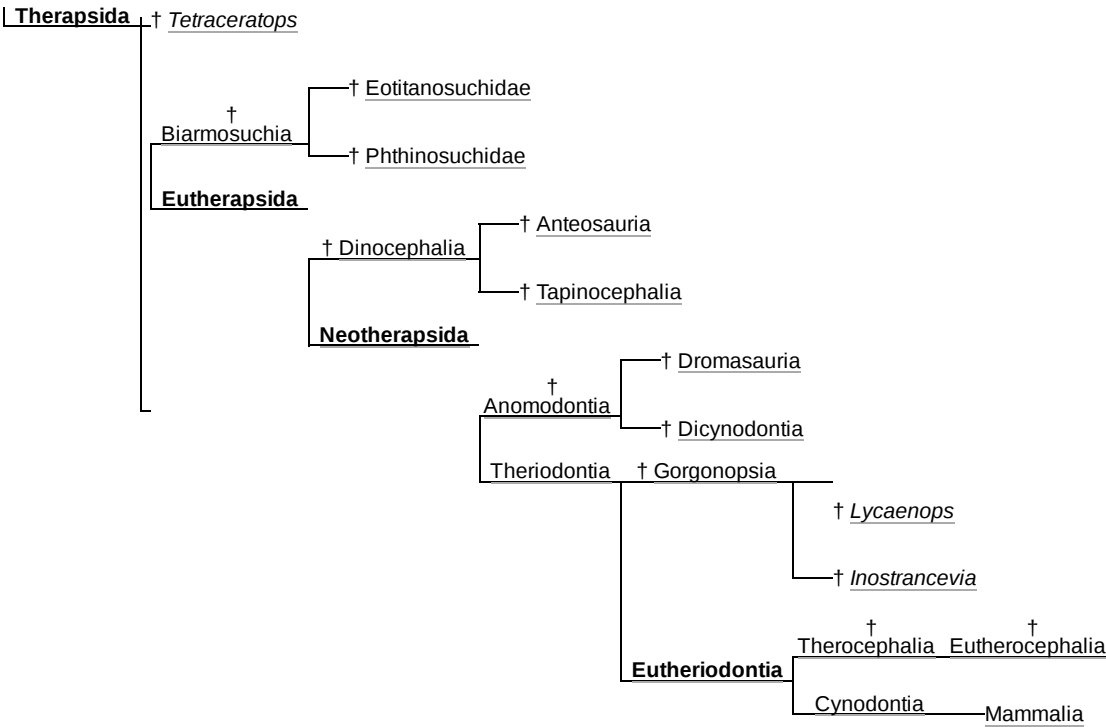 Therapsida
† Tetraceratops
† Eotitanosuchidae
†
Biarmosuchia
† Phthinosuchidae
Eutherapsida
† Anteosauria
† Dinocephalia
† Tapinocephalia
Neotherapsida
† Dromasauria
†
Anomodontia
† Dicynodontia
Theriodontia † Gorgonopsia
† Lycaenops
† Inostrancevia
† †
Therocephalia Eutherocephalia
Eutheriodontia
Cynodontia
Mammalia